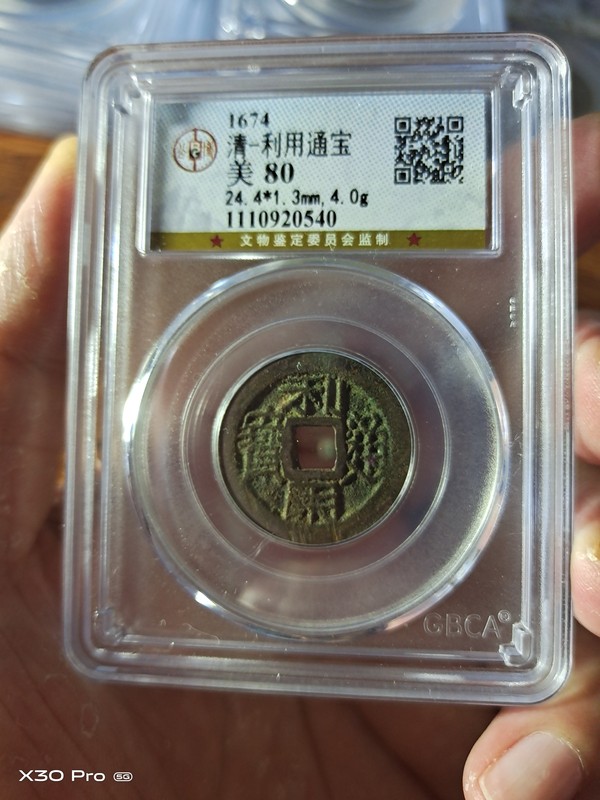 1674
清-利用通宝
美 80
24.4*1.3mm, 4.0g
1110920540
★ 文物鉴定委员会监制 ★
利
寳 通
用
GBCA®
X30 Pro 5G